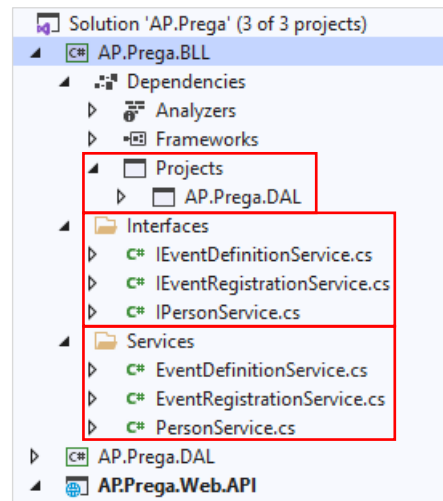 Solution 'AP.Prega' (3 of 3 projects)
C# AP.Prega.BLL
Dependencies
Analyzers
Frameworks
Projects
AP.Prega.DAL
Interfaces
C# IEventDefinitionService.cs
C# IEventRegistrationService.cs
C# IPersonService.cs
Services
C# EventDefinitionService.cs
C# EventRegistrationService.cs
C# PersonService.cs
C# AP.Prega.DAL
AP.Prega.Web.API